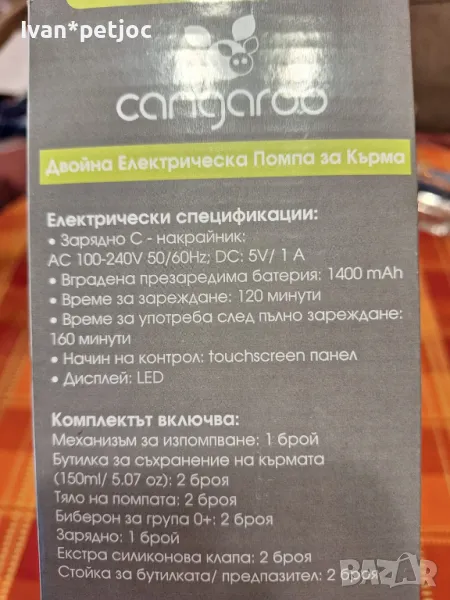 Ivan*petjoc
cangaroo
Двойна Електрическа Помпа за Кърма
Електрически спецификации:
• Зарядно C - накрайник:
AC 100-240V 50/60Hz; DC: 5V/ 1 A
• Вградена презаредима батерия: 1400 mAh
• Време за зареждане: 120 минути
• Време за употреба след пълно зареждане:
160 минути
• Начин на контрол: touchscreen панел
• Дисплей: LED
Комплектът включва:
Механизъм за изпомпване: 1 брой
Бутилка за съхранение на кърмата
(150ml/ 5.07 oz): 2 броя
Тяло на помпата: 2 броя
Биберон за група 0+: 2 броя
Зарядно: 1 брой
Екстра силиконова клапа: 2 броя
Стойка за бутилката/ предпазител: 2 броя
BAZAR